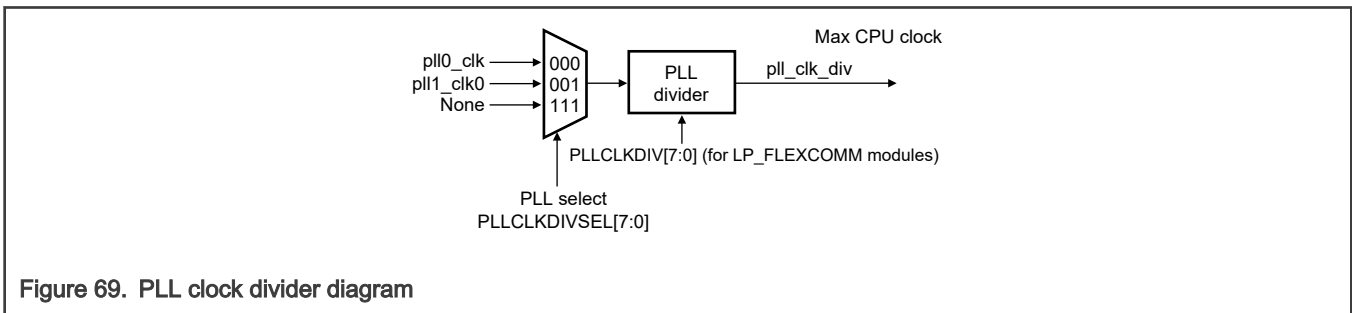 Max CPU clock
pll0_clk
000
pll1_clk0
001
None
111
PLL
divider
pll_clk_div
PLLCLKDIV[7:0] (for LP_FLEXCOMM modules)
PLL select
PLLCLKDIVSEL[7:0]
Figure 69. PLL clock divider diagram